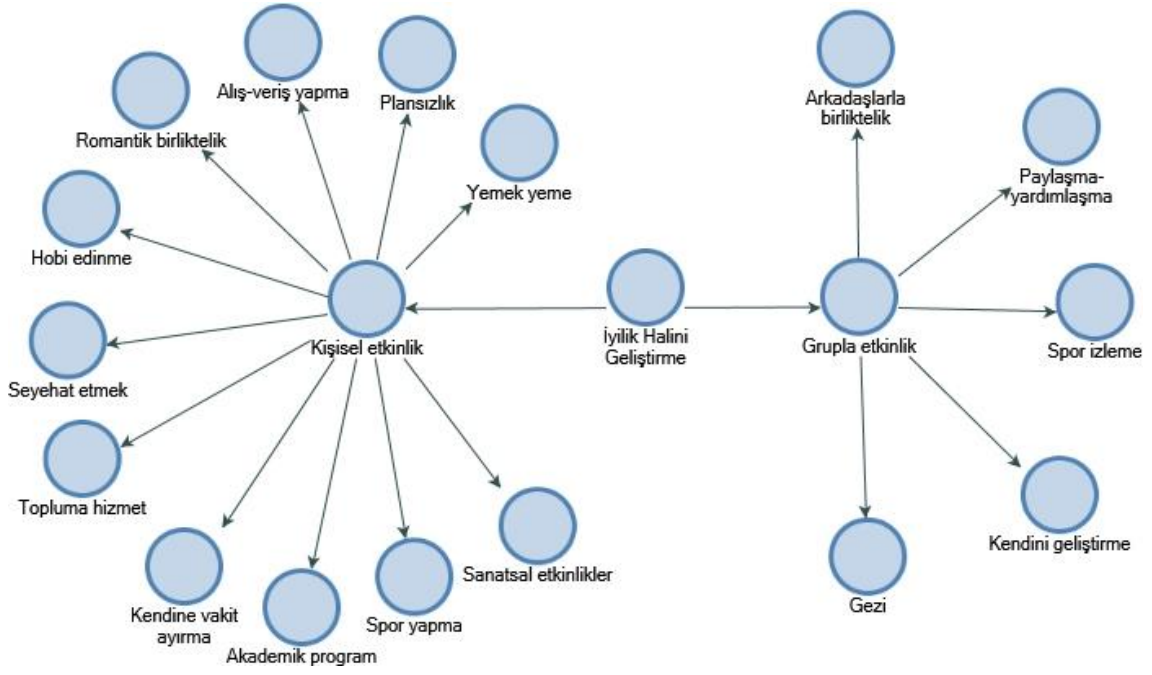 Alış-veriş yapma
Plansızlık
Arkadaşlarla
birliktelik
Romantik birliktelik
Yemek yeme
Paylaşma-
yardımlaşma
Hobi edinme
Kişisel etkinlik
İyilik Halini
Geliştirme
Grupla etkinlik
Spor izleme
Seyehat etmek
Topluma hizmet
Kendine vakit
ayırma
Akademik program
Spor yapma
Sanatsal etkinlikler
Kendini geliştirme
Gezi